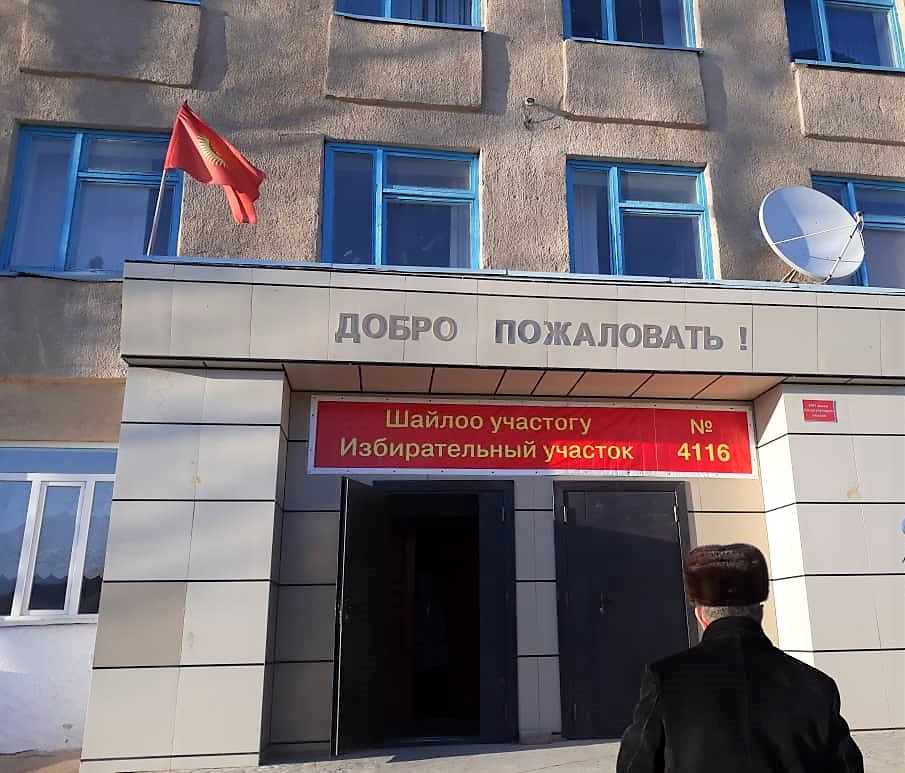 ДОБРО ПОЖАЛОВАТЬ !
Шайлоо участогу
Избирательный участок
№
4116